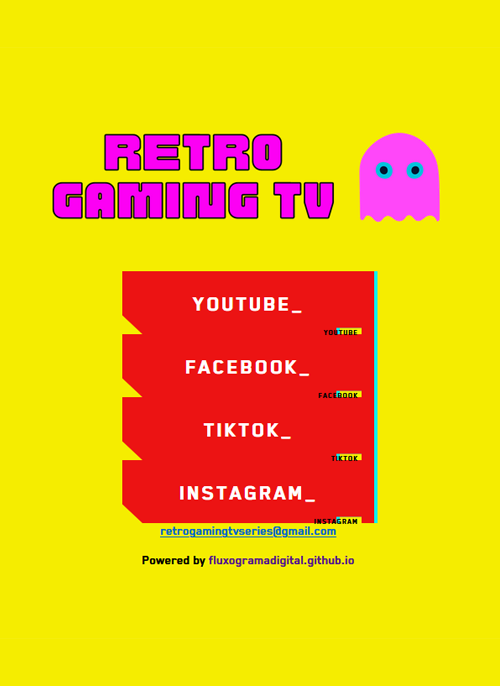 RETRO
GAMING TV
YOUTUBE_
YOUTUBE
FACEBOOK_
FACEBOOK
TIKTOK_
TIKTOK
INSTAGRAM_
INSTAGRAM
retrogamingtvseries@gmail.com
Powered by fluxogramadigital.github.io